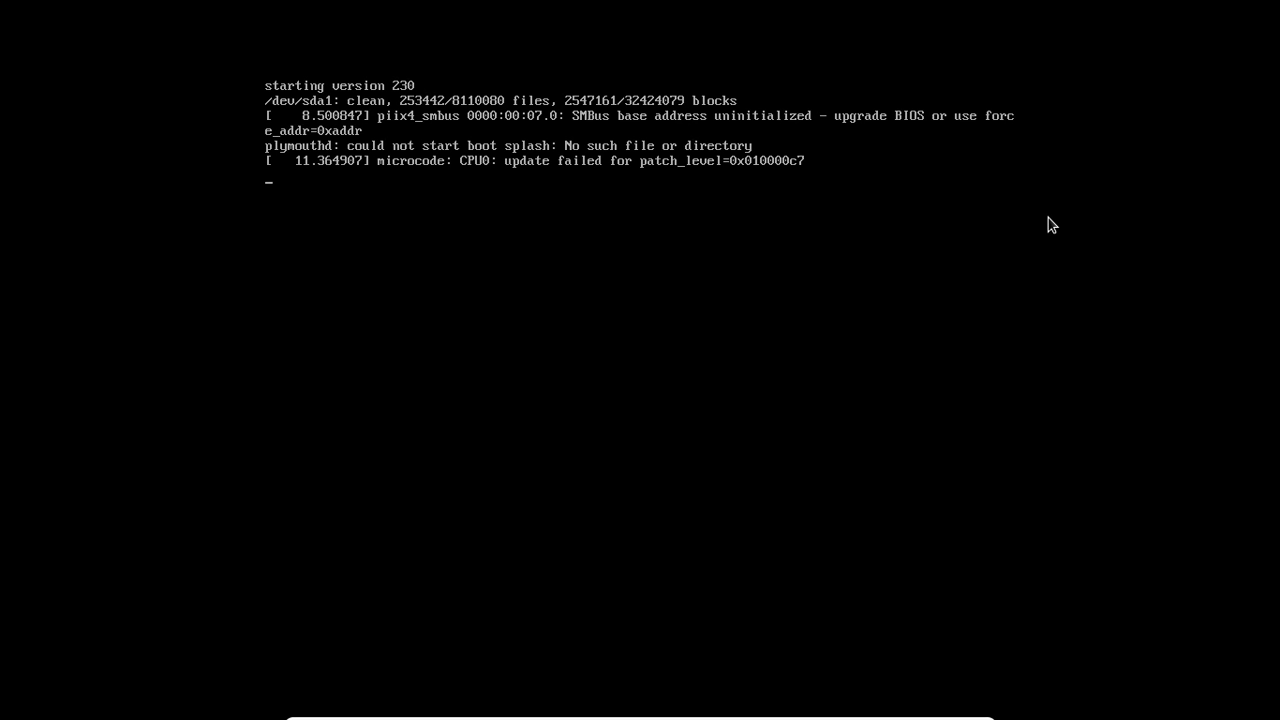 starting version 230
/dev/sda1: clean, 253442/8110080 files, 2547161/32424079 blocks
[    8.500847] piix4_smbus 0000:00:07.0: SMBus base address uninitialized - upgrade BIOS or use forc
e_addr=0xaddr
plymouthd: could not start boot splash: No such file or directory
[   11.364907] microcode: CPU0: update failed for patch_level=0x010000c7
_